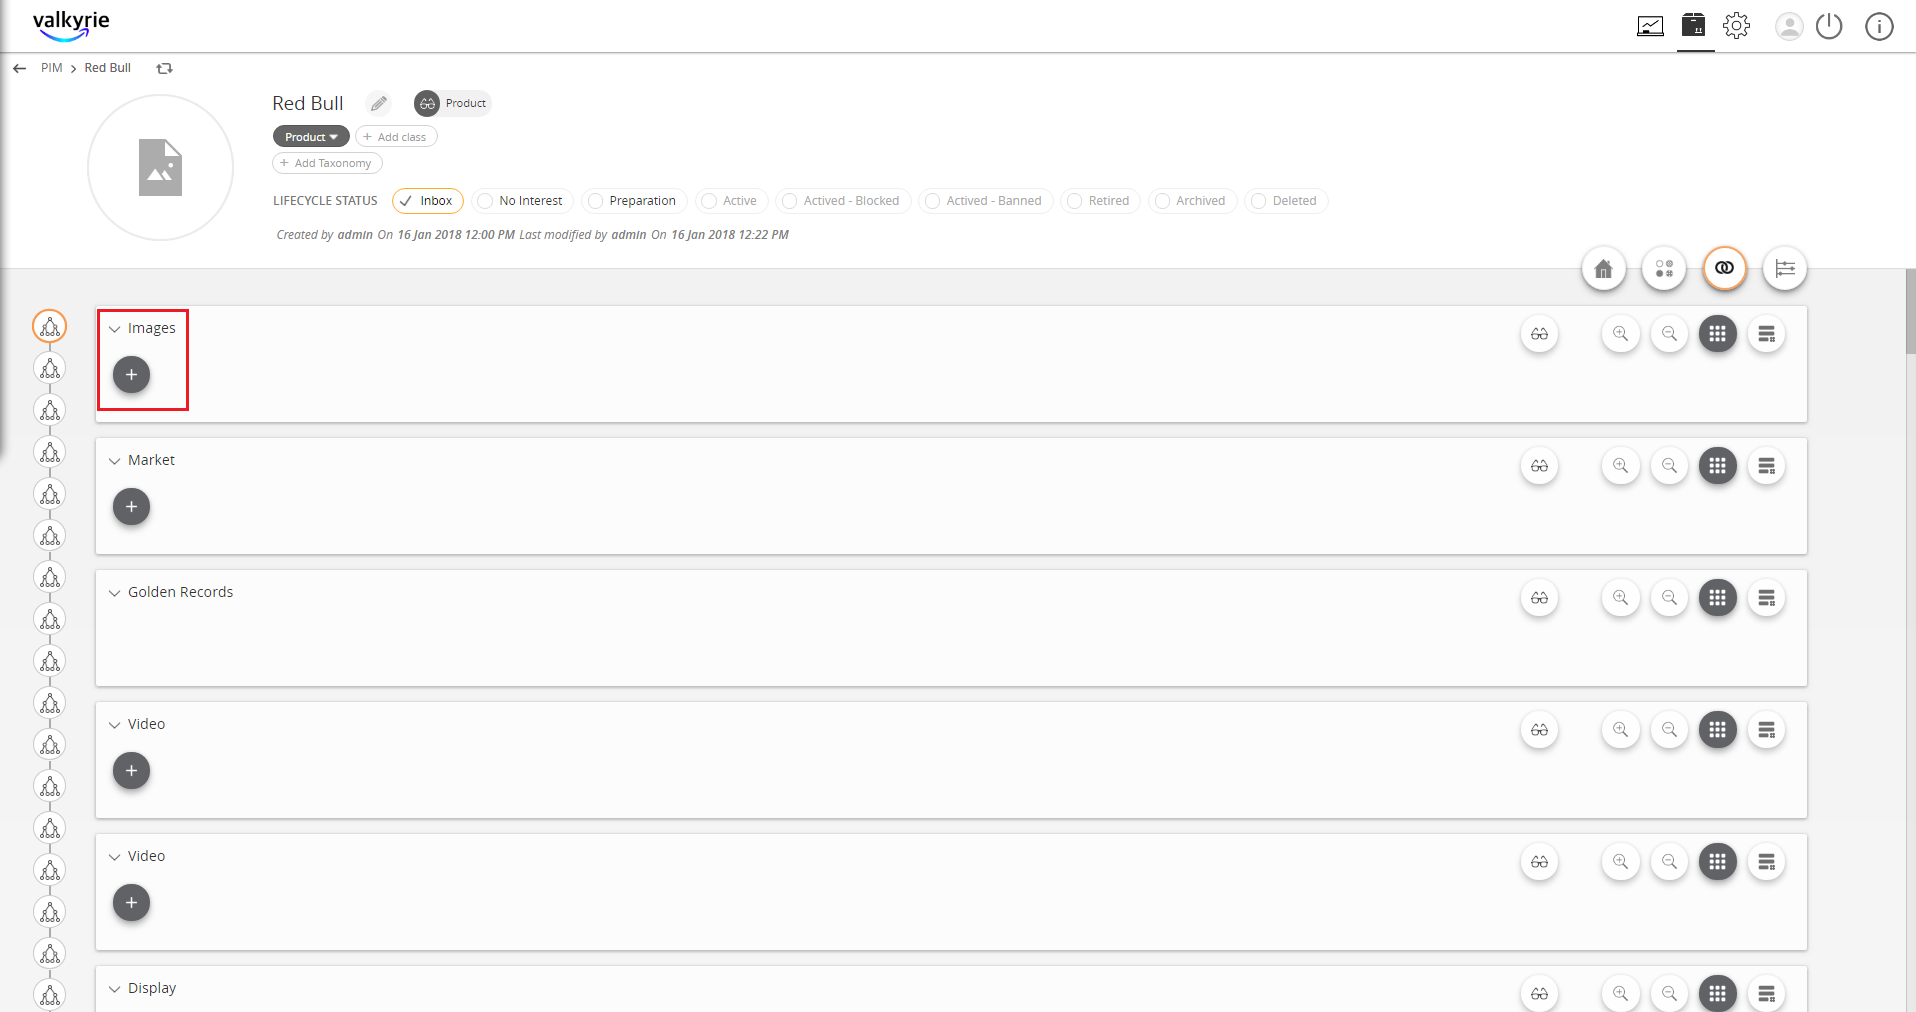 valkyrie
PIM > Red Bull
Red Bull Product
Product + Add class
+ Add Taxonomy
LIFECYCLE STATUS Inbox No Interest Preparation Active Actived - Blocked Actived - Banned Retired Archived Deleted
Created by admin On 16 Jan 2018 12:00 PM Last modified by admin On 16 Jan 2018 12:22 PM
Images
+
Market
+
Golden Records
Video
+
Video
+
Display